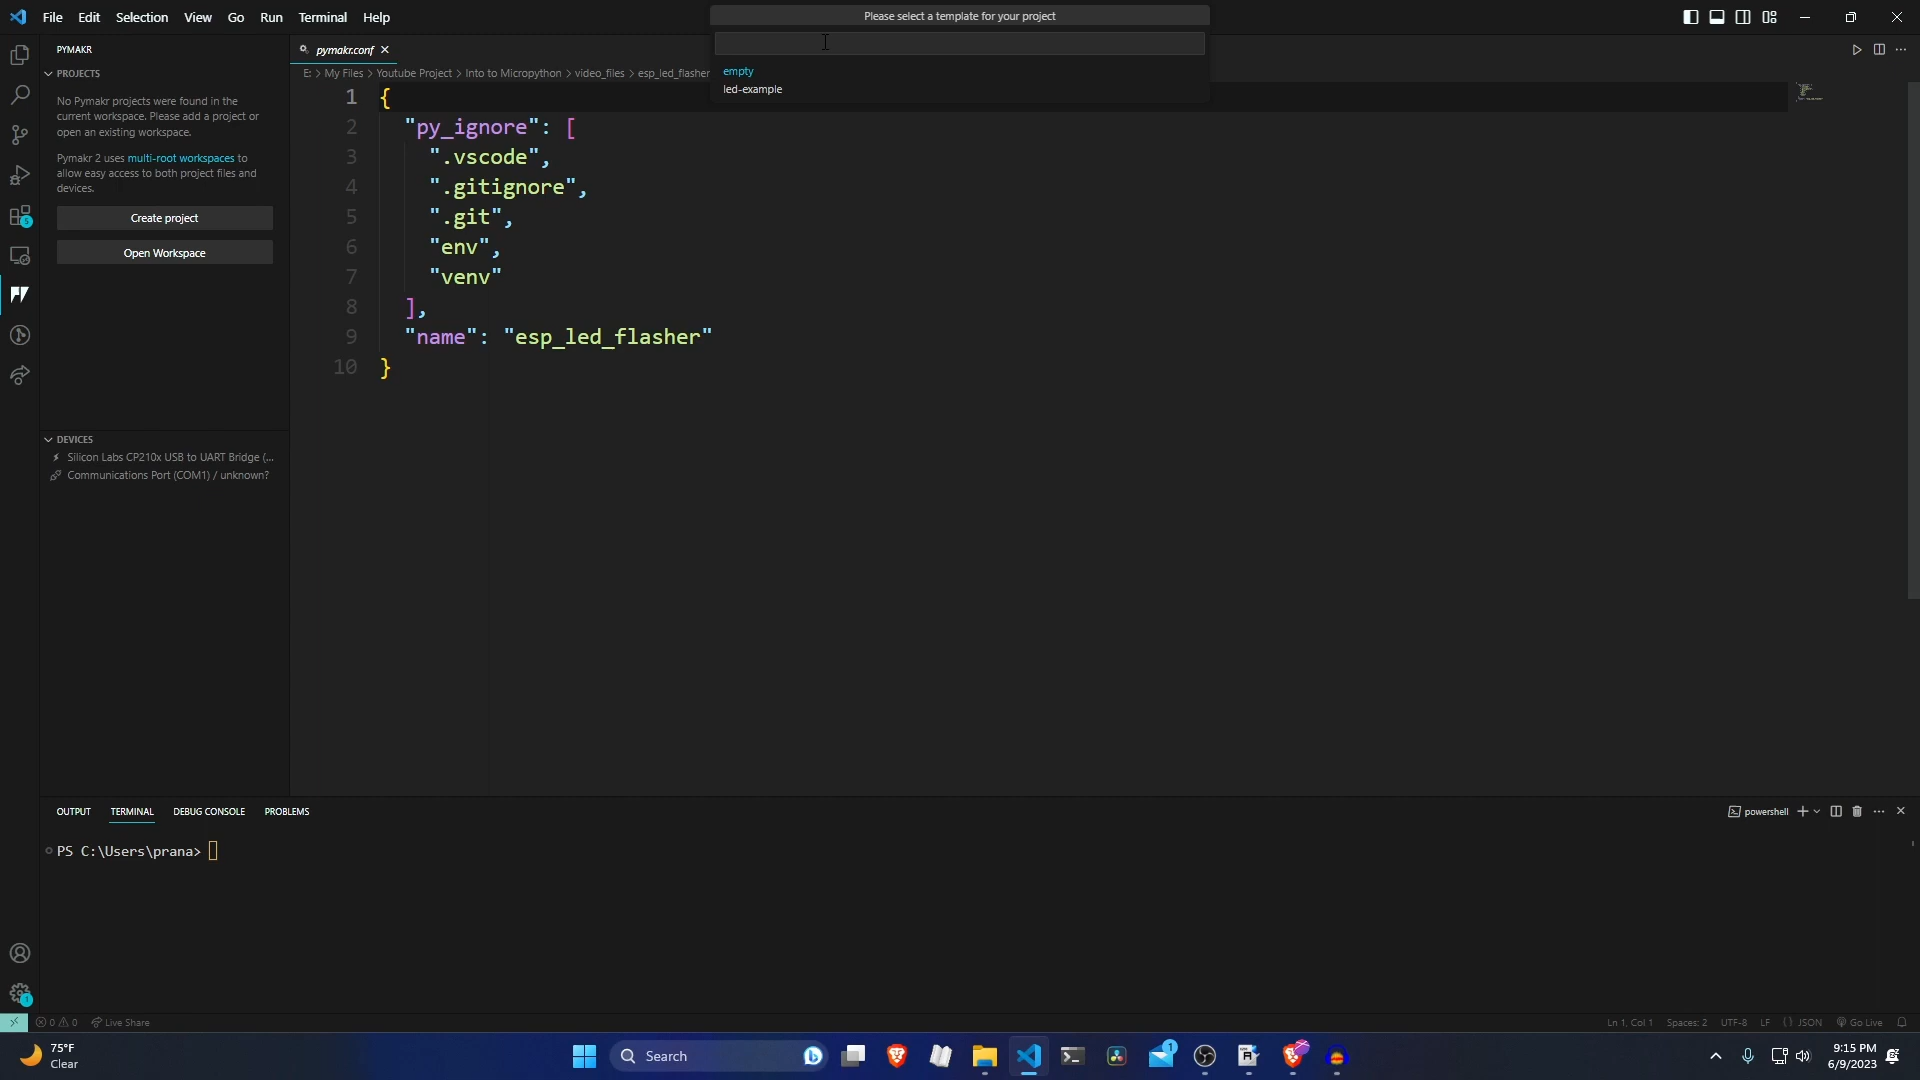 File Edit Selection View Go Run Terminal Help
Please select a template for your project
empty
led-example
PYMAKR
PROJECTS
No Pymakr projects were found in the
current workspace. Please add a project or
open an existing workspace.
Pymakr 2 uses multi-root workspaces to
allow easy access to both project files and
devices.
Create project
Open Workspace
DEVICES
Silicon Labs CP210x USB to UART Bridge (...
Communications Port (COM1) / unknown?
pymakr.conf
E: > My Files > Youtube Project > Into to Micropython > video_files > esp_led_flasher
1 {
2 "py_ignore": [
3 ".vscode",
4 ".gitignore",
5 ".git",
6 "env",
7 "venv"
8 ],
9 "name": "esp_led_flasher"
10 }
OUTPUT TERMINAL DEBUG CONSOLE PROBLEMS
powershell
PS C:\Users\prana>
5
1
0 0 Live Share
Ln 1, Col 1 Spaces: 2 UTF-8 LF {} JSON Go Live
75°F
Clear
Search
1
9:15 PM
6/9/2023